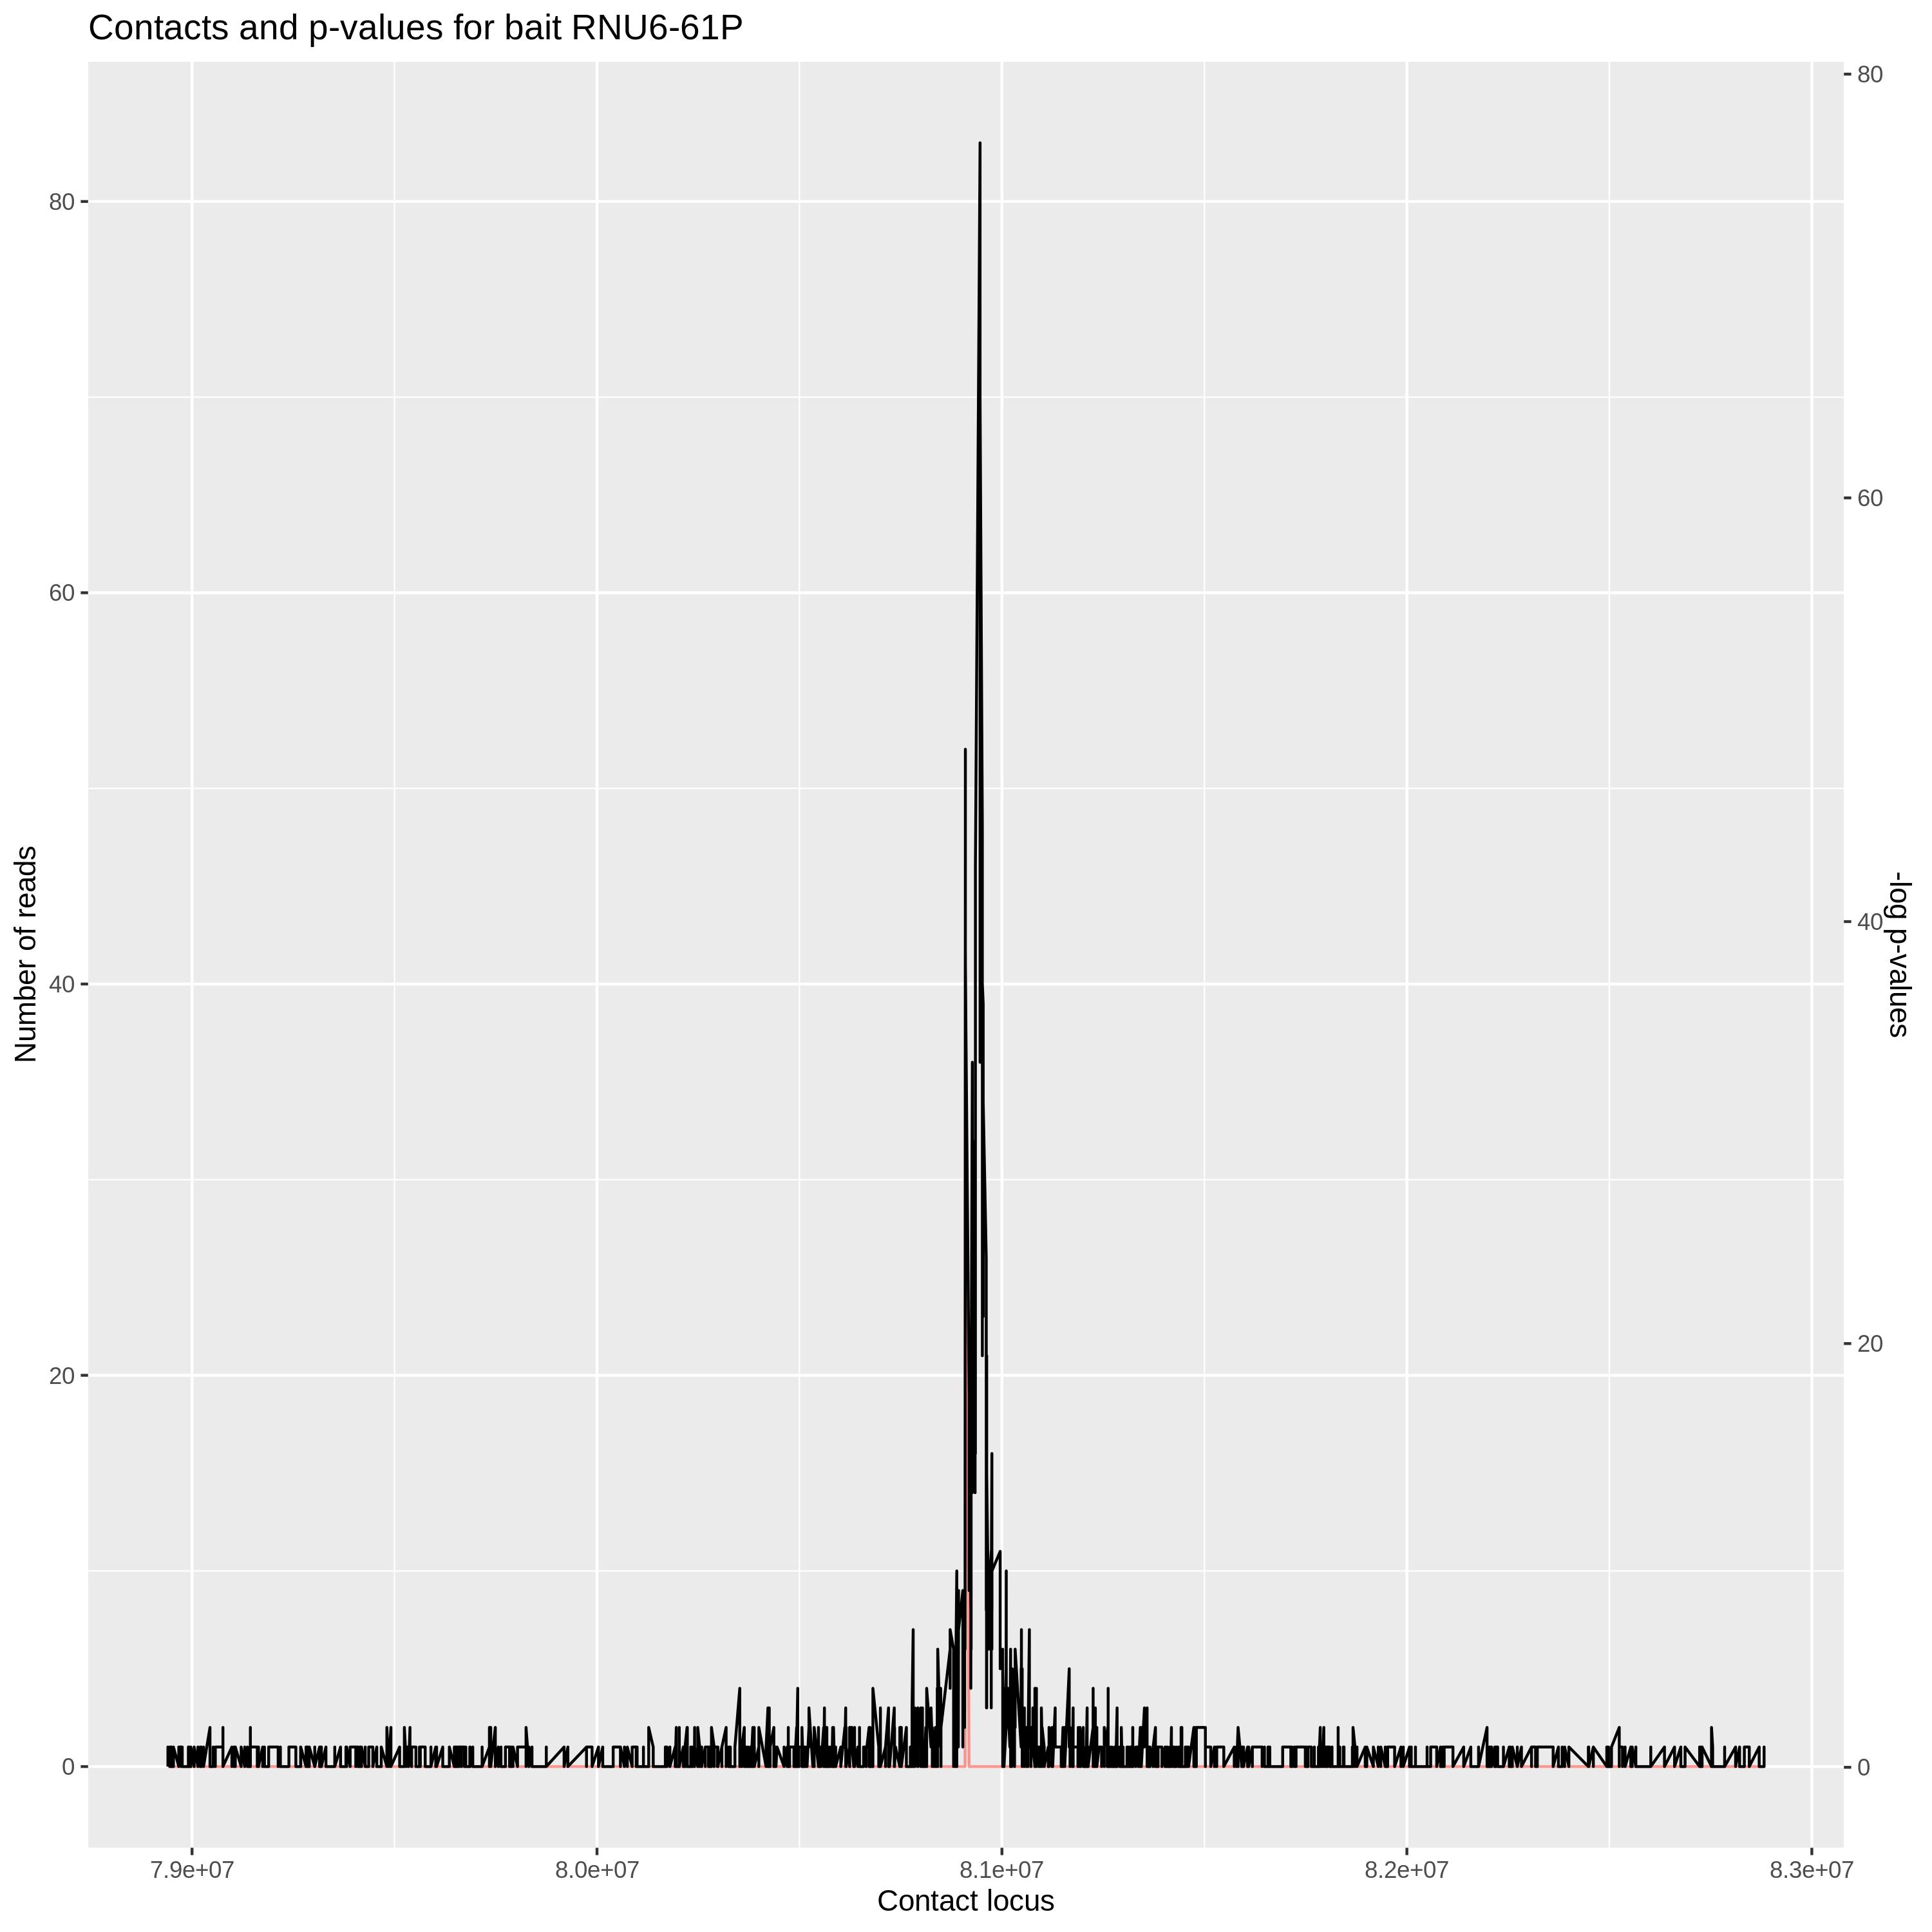 Contacts and p-values for bait RNU6-61P
80
60
40
20
0
Number of reads
80
60
40
20
0
-log p-values
7.9e+07 8.0e+07 8.1e+07 8.2e+07 8.3e+07
Contact locus